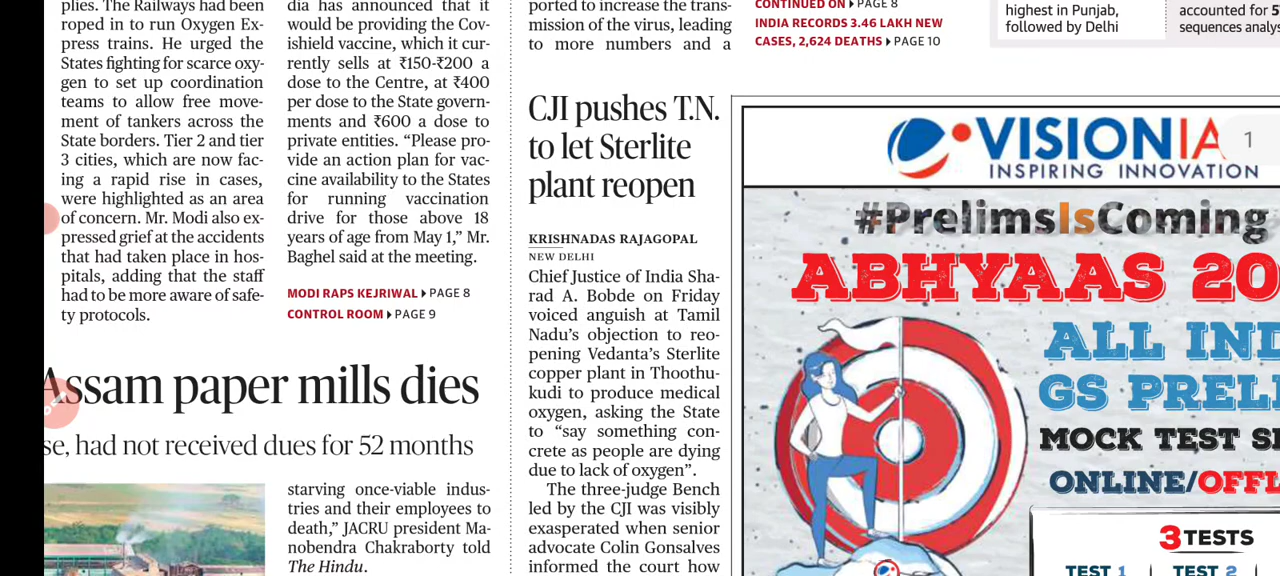 plies. The Railways had been
roped in to run Oxygen Ex-
press trains. He urged the
States fighting for scarce oxy-
gen to set up coordination
teams to allow free move-
ment of tankers across the
State borders. Tier 2 and tier
3 cities, which are now fac-
ing a rapid rise in cases,
were highlighted as an area
of concern. Mr. Modi also ex-
pressed grief at the accidents
that had taken place in hos-
pitals, adding that the staff
had to be more aware of safe-
ty protocols.
dia has announced that it
would be providing the Cov-
ishield vaccine, which it cur-
rently sells at ₹150-₹200 a
dose to the Centre, at ₹400
per dose to the State govern-
ments and ₹600 a dose to
private entities. “Please pro-
vide an action plan for vac-
cine availability to the States
for running vaccination
drive for those above 18
years of age from May 1,” Mr.
Baghel said at the meeting.
MODI RAPS KEJRIWAL ▸ PAGE 8
CONTROL ROOM ▸ PAGE 9
Assam paper mills dies
se, had not received dues for 52 months
starving once-viable indus-
tries and their employees to
death,” JACRU president Ma-
nobendra Chakraborty told
The Hindu.
ported to increase the trans-
mission of the virus, leading
to more numbers and a
CONTINUED ON ▸ PAGE 8
INDIA RECORDS 3.46 LAKH NEW
CASES, 2,624 DEATHS ▸ PAGE 10
highest in Punjab,
followed by Delhi
accounted for 5
sequences analys
CJI pushes T.N.
to let Sterlite
plant reopen
KRISHNADAS RAJAGOPAL
NEW DELHI
Chief Justice of India Sha-
rad A. Bobde on Friday
voiced anguish at Tamil
Nadu’s objection to reo-
pening Vedanta’s Sterlite
copper plant in Thoothu-
kudi to produce medical
oxygen, asking the State
to “say something con-
crete as people are dying
due to lack of oxygen”.
The three-judge Bench
led by the CJI was visibly
exasperated when senior
advocate Colin Gonsalves
informed the court how
VISIONIA
1
INSPIRING INNOVATION
#PrelimsIsComing
ABHYAAS 20
ALL IND
GS PRELI
MOCK TEST SE
ONLINE/OFFL
3 TESTS
TEST 1
TEST 2